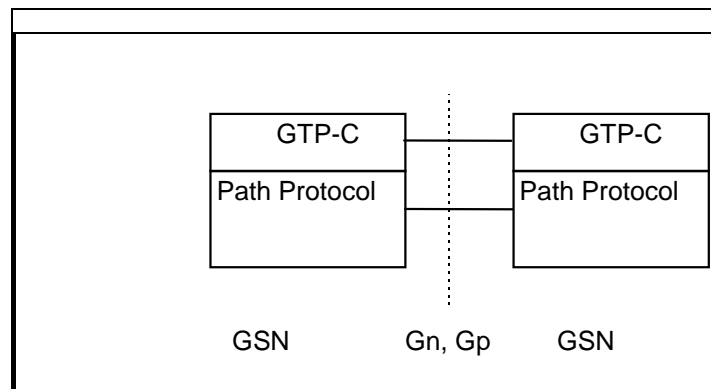 GTP-C GTP-C
Path Protocol Path Protocol
GSN Gn, Gp GSN